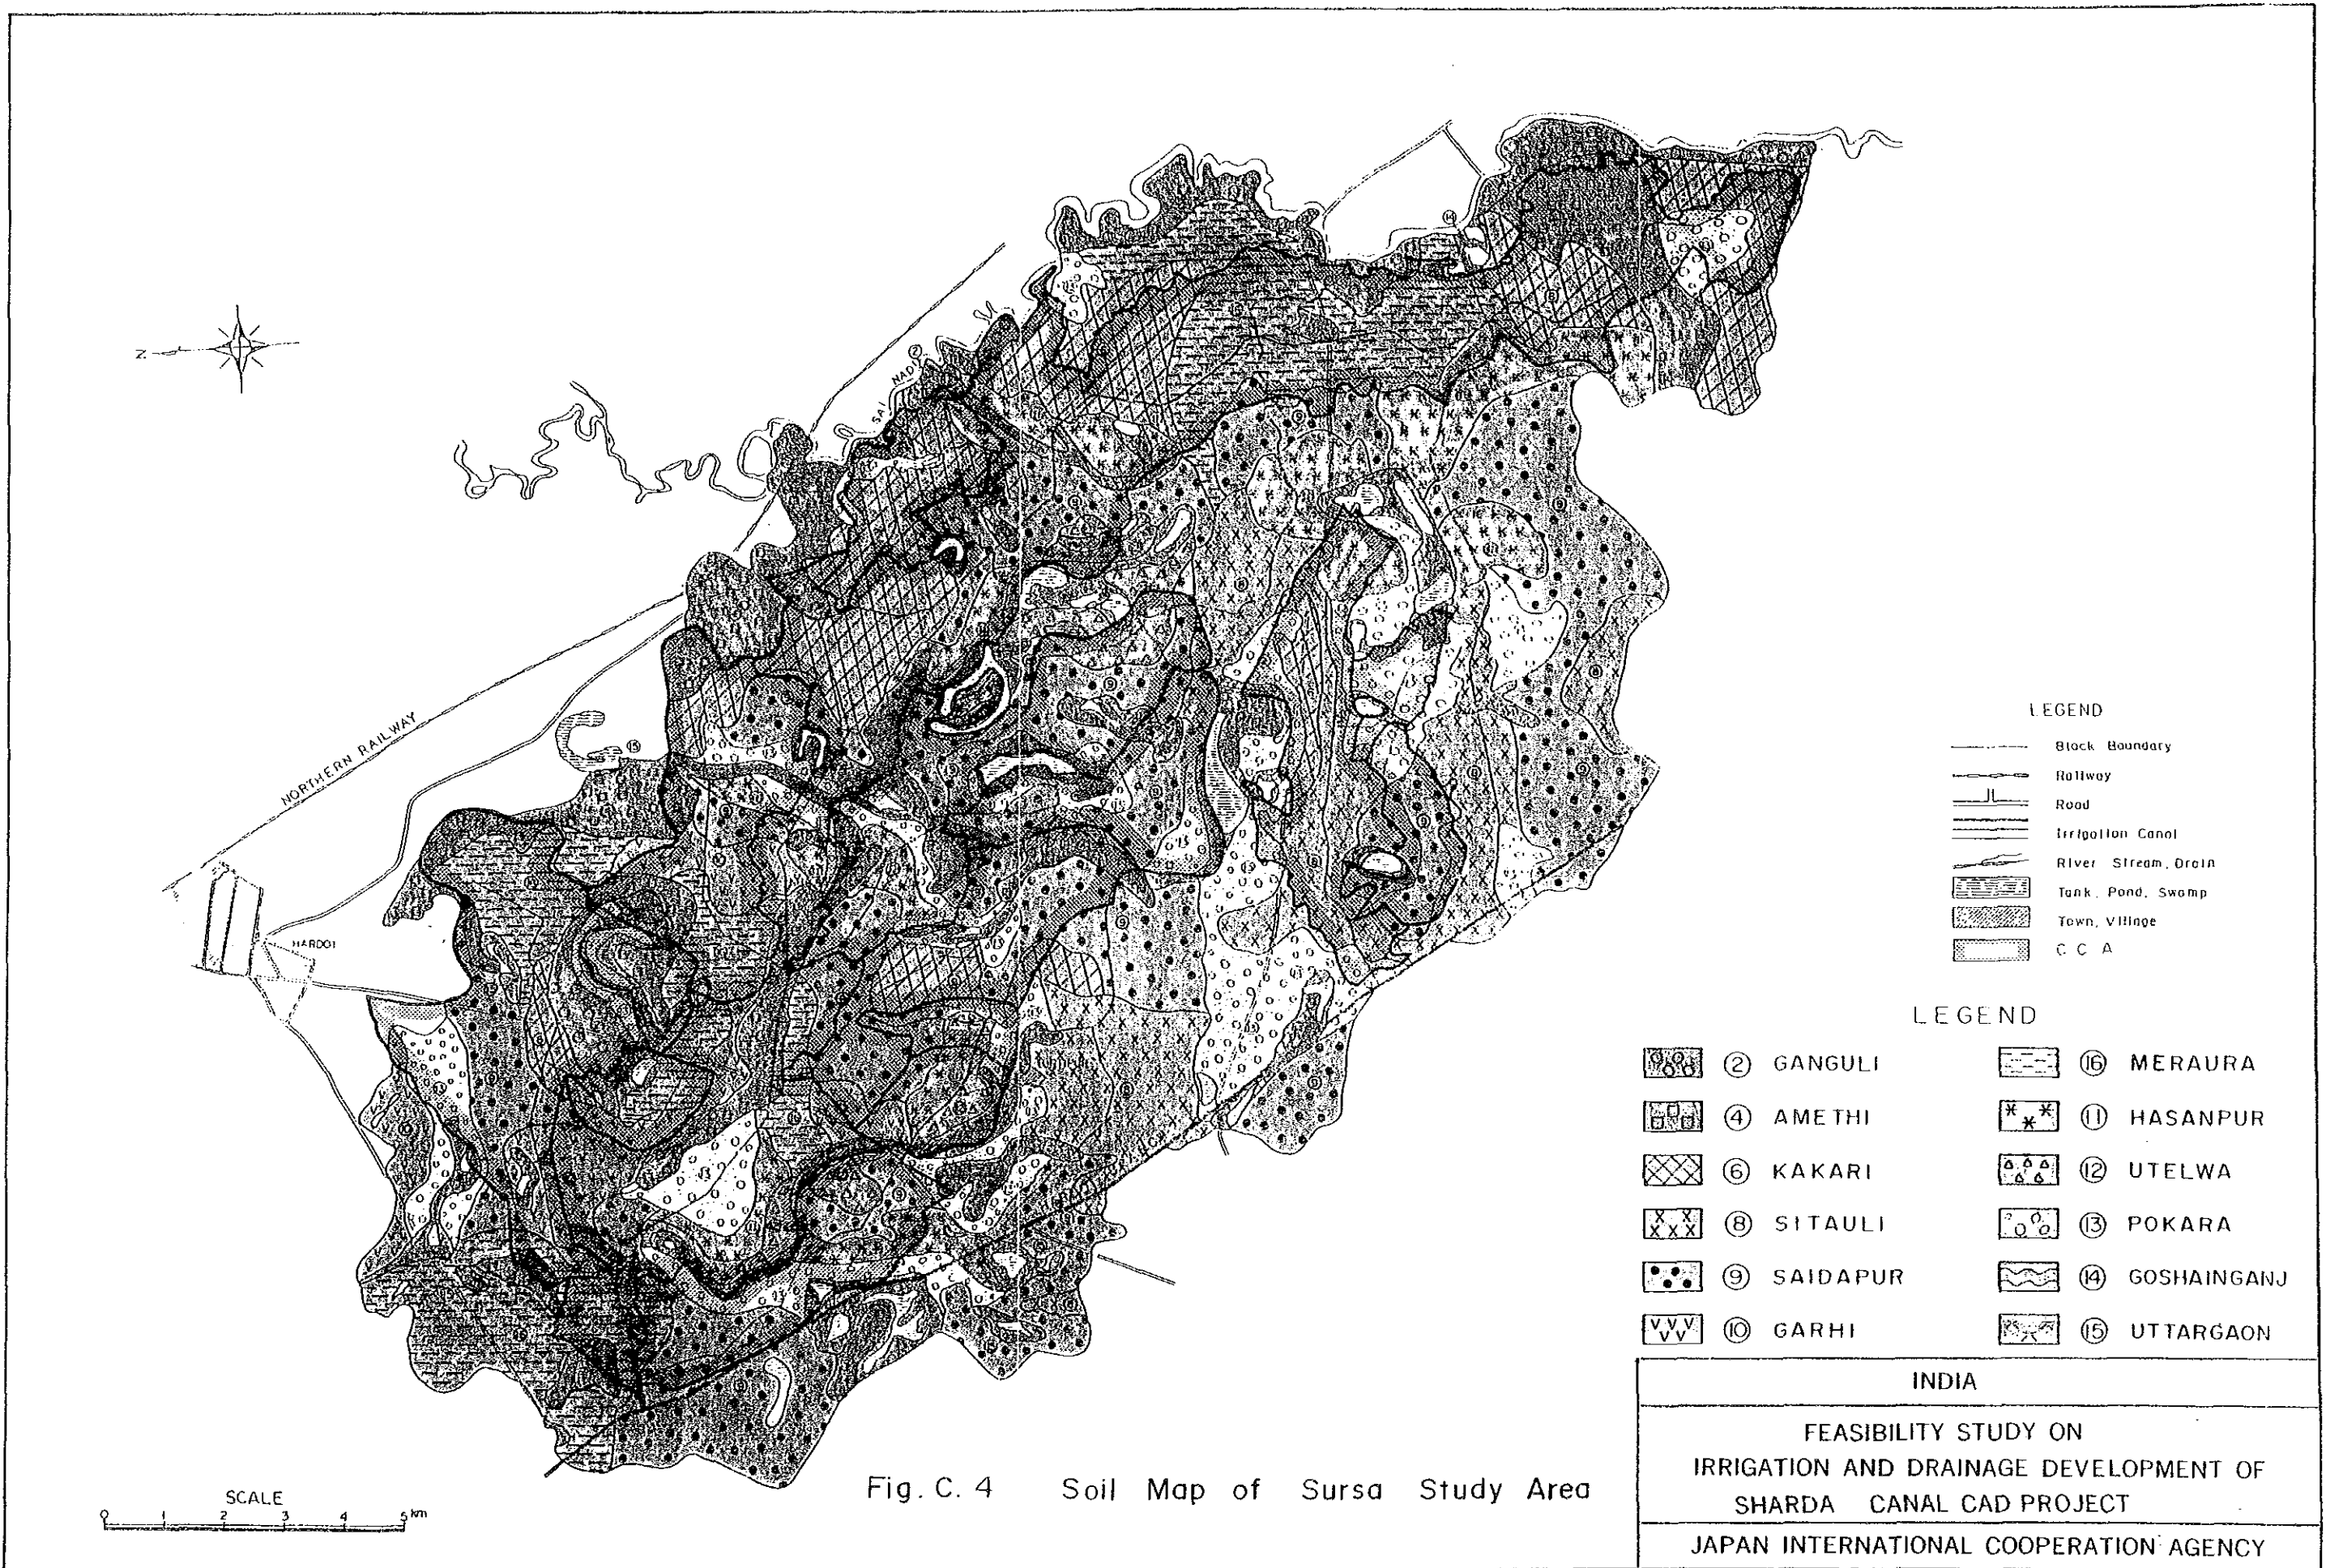 14
Z
SAI NADI
NORTHERN RAILWAY
15
HARDOI
LEGEND
Block Boundary
Railway
Road
Irrigation Canal
River Stream, Drain
Tank, Pond, Swamp
Town, Village
C C A
LEGEND
② GANGULI
④ AMETHI
⑥ KAKARI
⑧ SITAULI
⑨ SAIDAPUR
⑩ GARHI
⑯ MERAURA
⑪ HASANPUR
⑫ UTELWA
⑬ POKARA
⑭ GOSHAINGANJ
⑮ UTTARGAON
SCALE
0 1 2 3 4 5 km
Fig. C. 4 Soil Map of Sursa Study Area
INDIA
FEASIBILITY STUDY ON
IRRIGATION AND DRAINAGE DEVELOPMENT OF
SHARDA CANAL CAD PROJECT
JAPAN INTERNATIONAL COOPERATION AGENCY